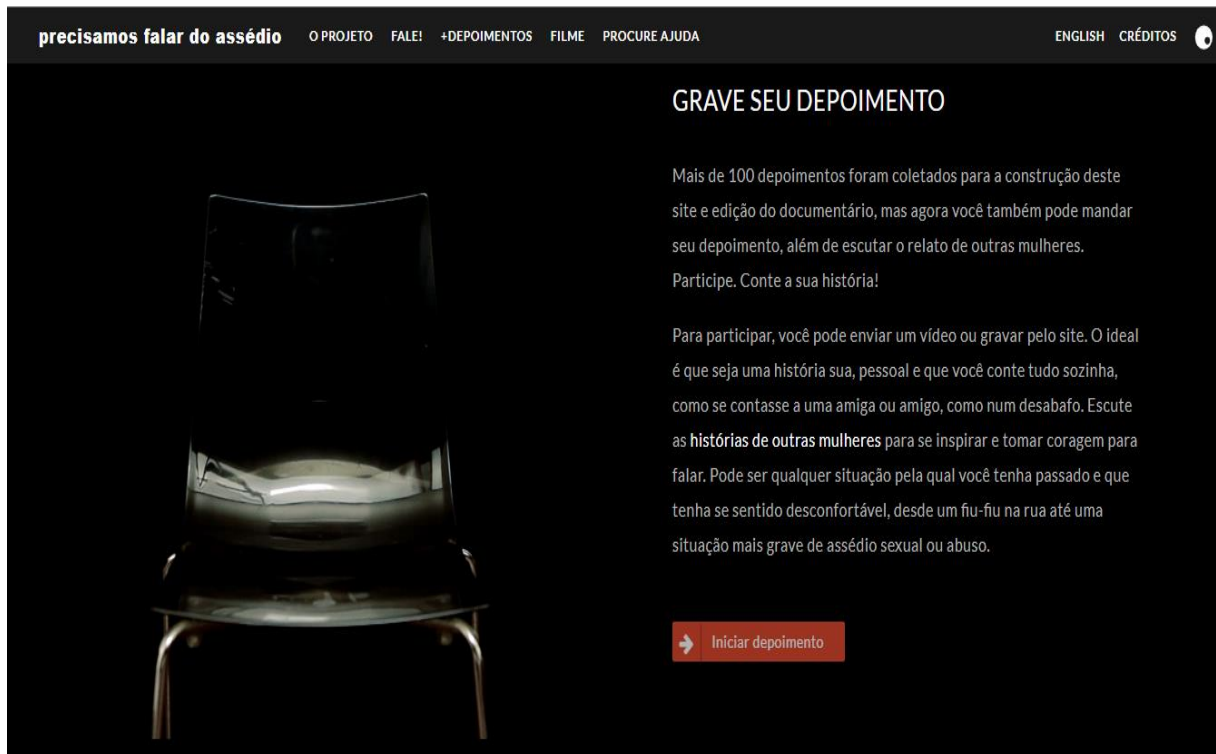 precisamos falar do assédio O PROJETO FALE! +DEPOIMENTOS FILME PROCURE AJUDA ENGLISH CRÉDITOS
GRAVE SEU DEPOIMENTO
Mais de 100 depoimentos foram coletados para a construção deste
site e edição do documentário, mas agora você também pode mandar
seu depoimento, além de escutar o relato de outras mulheres.
Participe. Conte a sua história!
Para participar, você pode enviar um vídeo ou gravar pelo site. O ideal
é que seja uma história sua, pessoal e que você conte tudo sozinha,
como se contasse a uma amiga ou amigo, como num desabafo. Escute
as histórias de outras mulheres para se inspirar e tomar coragem para
falar. Pode ser qualquer situação pela qual você tenha passado e que
tenha se sentido desconfortável, desde um fiu-fiu na rua até uma
situação mais grave de assédio sexual ou abuso.
Iniciar depoimento